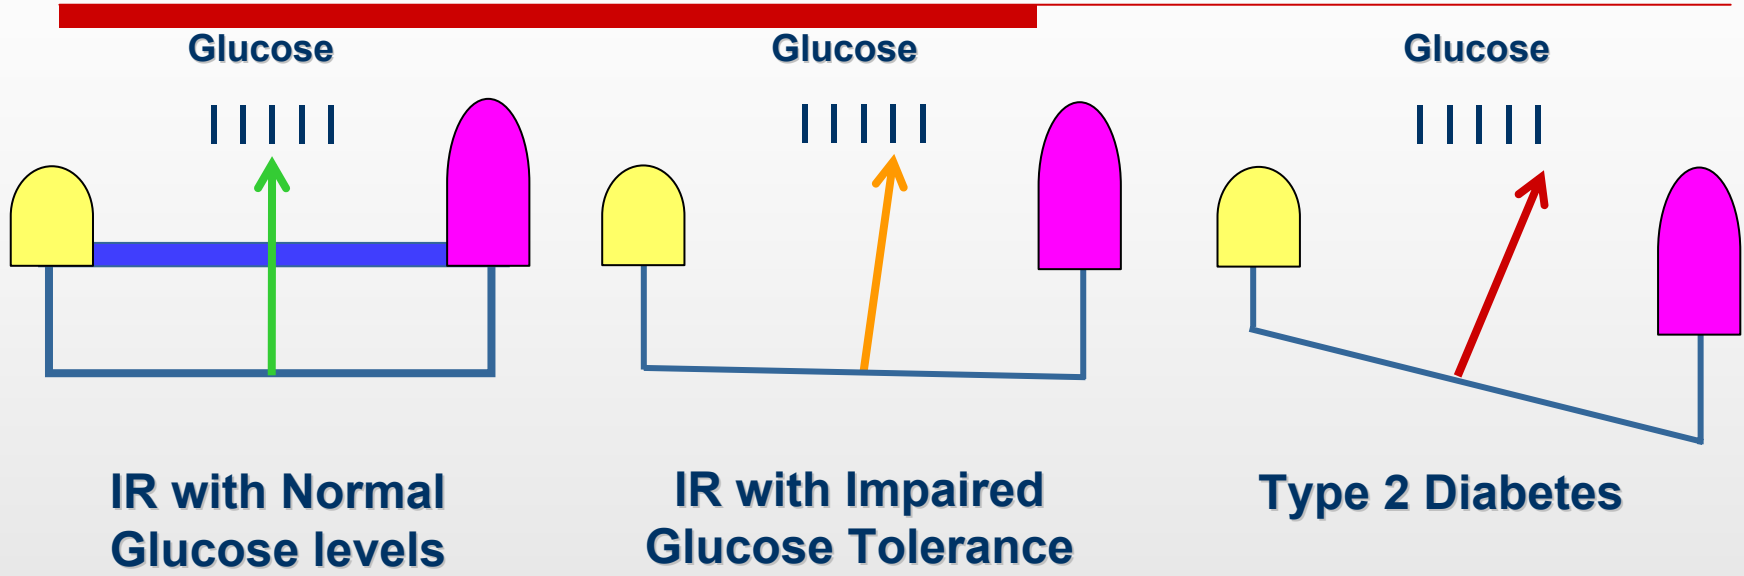 Glucose
Glucose
Glucose
IR with Normal
Glucose levels
IR with Impaired
Glucose Tolerance
Type 2 Diabetes